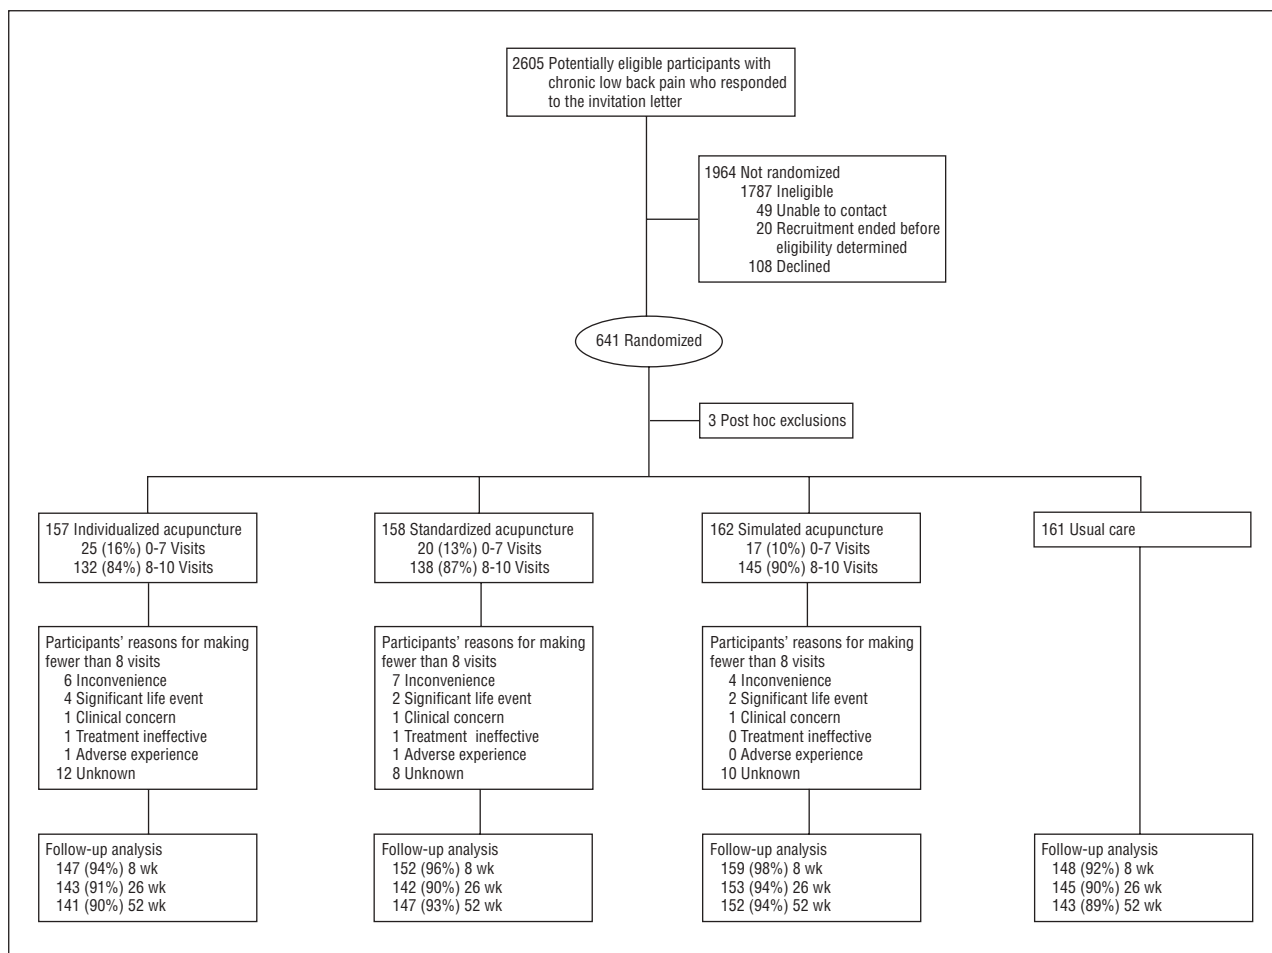 2605 Potentially eligible participants with
chronic low back pain who responded
to the invitation letter
1964 Not randomized
1787 Ineligible
49 Unable to contact
20 Recruitment ended before
eligibility determined
108 Declined
641 Randomized
3 Post hoc exclusions
157 Individualized acupuncture
25 (16%) 0-7 Visits
132 (84%) 8-10 Visits
158 Standardized acupuncture
20 (13%) 0-7 Visits
138 (87%) 8-10 Visits
162 Simulated acupuncture
17 (10%) 0-7 Visits
145 (90%) 8-10 Visits
161 Usual care
Participants' reasons for making
fewer than 8 visits
6 Inconvenience
4 Significant life event
1 Clinical concern
1 Treatment ineffective
1 Adverse experience
12 Unknown
Participants' reasons for making
fewer than 8 visits
7 Inconvenience
2 Significant life event
1 Clinical concern
1 Treatment ineffective
1 Adverse experience
8 Unknown
Participants' reasons for making
fewer than 8 visits
4 Inconvenience
2 Significant life event
1 Clinical concern
0 Treatment ineffective
0 Adverse experience
10 Unknown
Follow-up analysis
147 (94%) 8 wk
143 (91%) 26 wk
141 (90%) 52 wk
Follow-up analysis
152 (96%) 8 wk
142 (90%) 26 wk
147 (93%) 52 wk
Follow-up analysis
159 (98%) 8 wk
153 (94%) 26 wk
152 (94%) 52 wk
Follow-up analysis
148 (92%) 8 wk
145 (90%) 26 wk
143 (89%) 52 wk